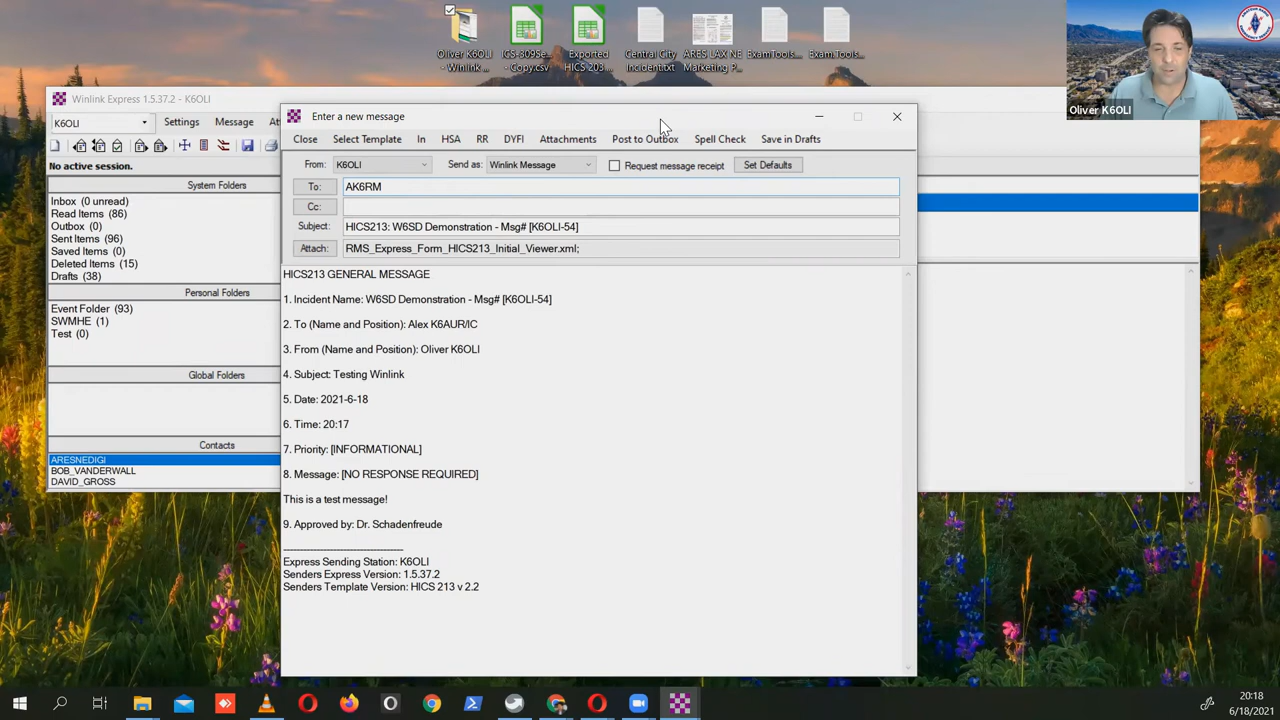 Oliver K6OLI
- Winlink ...
ICS-309Se...
- Copy.csv
Exported
HICS 203 ...
Central City
Incident.txt
ARES LAX NE
Marketing P...
ExamTools...
Exam.Tools...
Oliver K6OLI
Winlink Express 1.5.37.2 - K6OLI
K6OLI
Settings
Message
No active session.
System Folders
Inbox (0 unread)
Read Items (86)
Outbox (0)
Sent Items (96)
Saved Items (0)
Deleted Items (15)
Drafts (38)
Personal Folders
Event Folder (93)
SWMHE (1)
Test (0)
Global Folders
Contacts
ARESNEDIGI
BOB_VANDERWALL
DAVID_GROSS
Enter a new message
Close Select Template In HSA RR DYFI Attachments Post to Outbox Spell Check Save in Drafts
From: K6OLI Send as: Winlink Message Request message receipt Set Defaults
To: AK6RM
Cc:
Subject: HICS213: W6SD Demonstration - Msg# [K6OLI-54]
Attach: RMS_Express_Form_HICS213_Initial_Viewer.xml;
HICS213 GENERAL MESSAGE
1. Incident Name: W6SD Demonstration - Msg# [K6OLI-54]
2. To (Name and Position): Alex K6AUR/IC
3. From (Name and Position): Oliver K6OLI
4. Subject: Testing Winlink
5. Date: 2021-6-18
6. Time: 20:17
7. Priority: [INFORMATIONAL]
8. Message: [NO RESPONSE REQUIRED]
This is a test message!
9. Approved by: Dr. Schadenfreude
------------------------------------
Express Sending Station: K6OLI
Senders Express Version: 1.5.37.2
Senders Template Version: HICS 213 v 2.2
20:18
6/18/2021